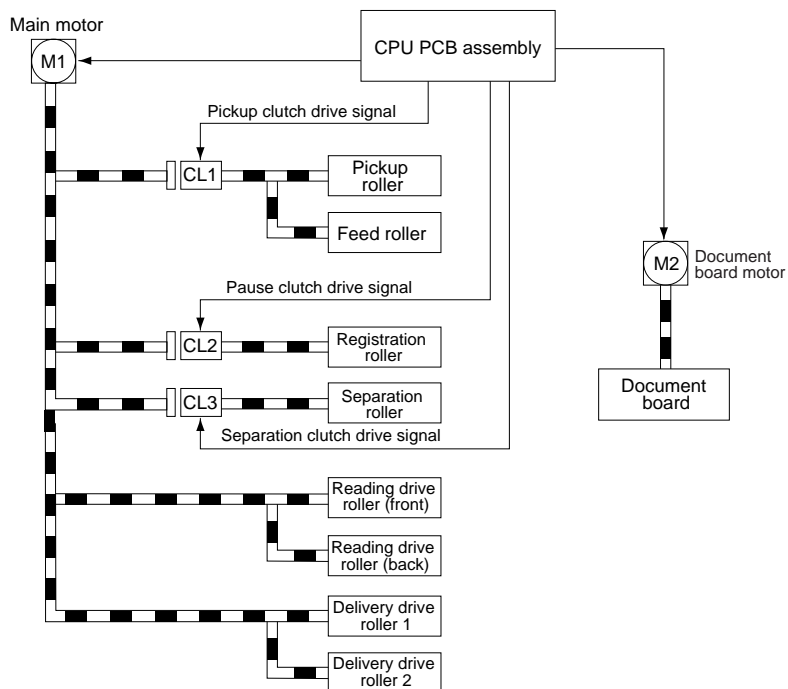 Main motor
M1
CPU PCB assembly
Pickup clutch drive signal
CL1
Pickup
roller
Feed roller
M2
Document
board motor
Pause clutch drive signal
CL2
Registration
roller
CL3
Separation
roller
Document
board
Separation clutch drive signal
Reading drive
roller (front)
Reading drive
roller (back)
Delivery drive
roller 1
Delivery drive
roller 2